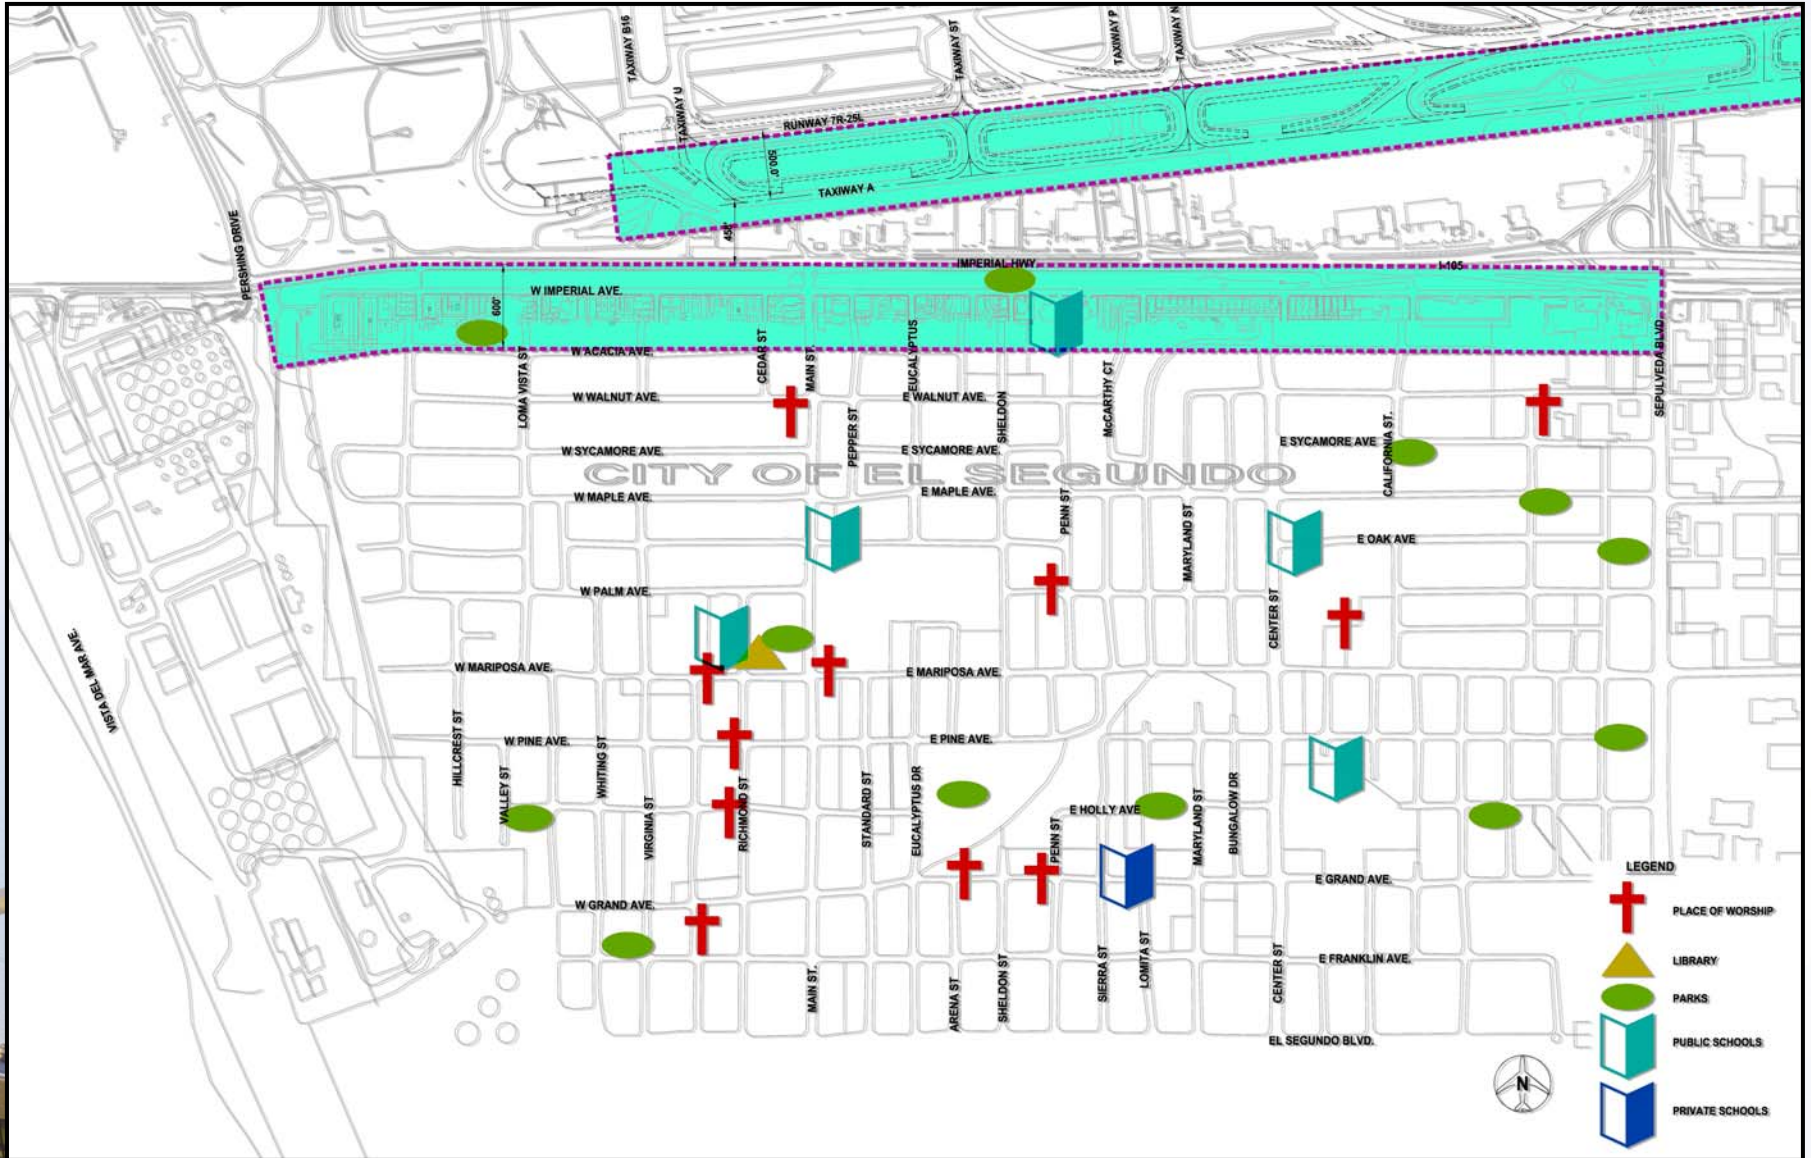 TAXIWAY B16
TAXIWAY U
TAXIWAY ST
TAXIWAY P
TAXIWAY N
RUNWAY 7R-25L
500.0'
TAXIWAY A
458'
PERSHING DRIVE
IMPERIAL HWY
I-105
W IMPERIAL AVE.
600'
W ACACIA AVE.
LOMA VISTA ST
CEDAR ST
MAIN ST.
EUCALYPTUS
SHELDON
McCARTHY CT
SEPULVEDA BLVD.
W WALNUT AVE.
E WALNUT AVE.
PEPPER ST
CALIFORNIA ST.
W SYCAMORE AVE.
E SYCAMORE AVE.
E SYCAMORE AVE
CITY OF EL SEGUNDO
W MAPLE AVE.
E MAPLE AVE.
PENN ST
MARYLAND ST
E OAK AVE
W PALM AVE.
CENTER ST
VISTA DEL MAR AVE.
W MARIPOSA AVE.
E MARIPOSA AVE.
HILLCREST ST
W PINE AVE.
E PINE AVE.
VALLEY ST
WHITING ST
VIRGINIA ST
RICHMOND ST
STANDARD ST
EUCALYPTUS DR
E HOLLY AVE
PENN ST
MARYLAND ST
BUNGALOW DR
W GRAND AVE.
E GRAND AVE.
MAIN ST.
ARENA ST
SHELDON ST
SIERRA ST
LOMITA ST
CENTER ST
E FRANKLIN AVE.
EL SEGUNDO BLVD.
LEGEND
PLACE OF WORSHIP
LIBRARY
PARKS
PUBLIC SCHOOLS
PRIVATE SCHOOLS
N